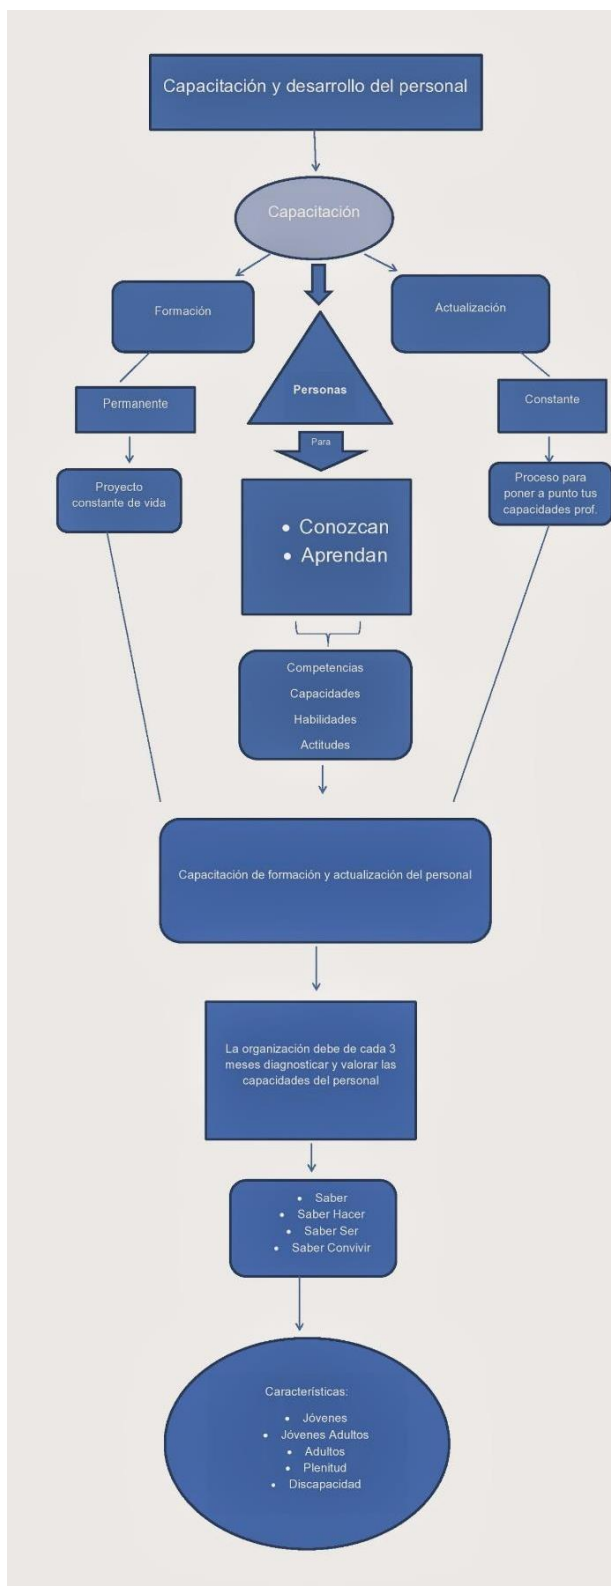 Capacitación y desarrollo del personal
Capacitación
Formación
Actualización
Personas
Permanente
Constante
Para
Proyecto
constante de vida
Proceso para
poner a punto tus
capacidades prof.
• Conozcan
• Aprendan
Competencias
Capacidades
Habilidades
Actitudes
Capacitación de formación y actualización del personal
La organización debe de cada 3
meses diagnosticar y valorar las
capacidades del personal
• Saber
• Saber Hacer
• Saber Ser
• Saber Convivir
Características:
• Jóvenes
• Jóvenes Adultos
• Adultos
• Plenitud
• Discapacidad